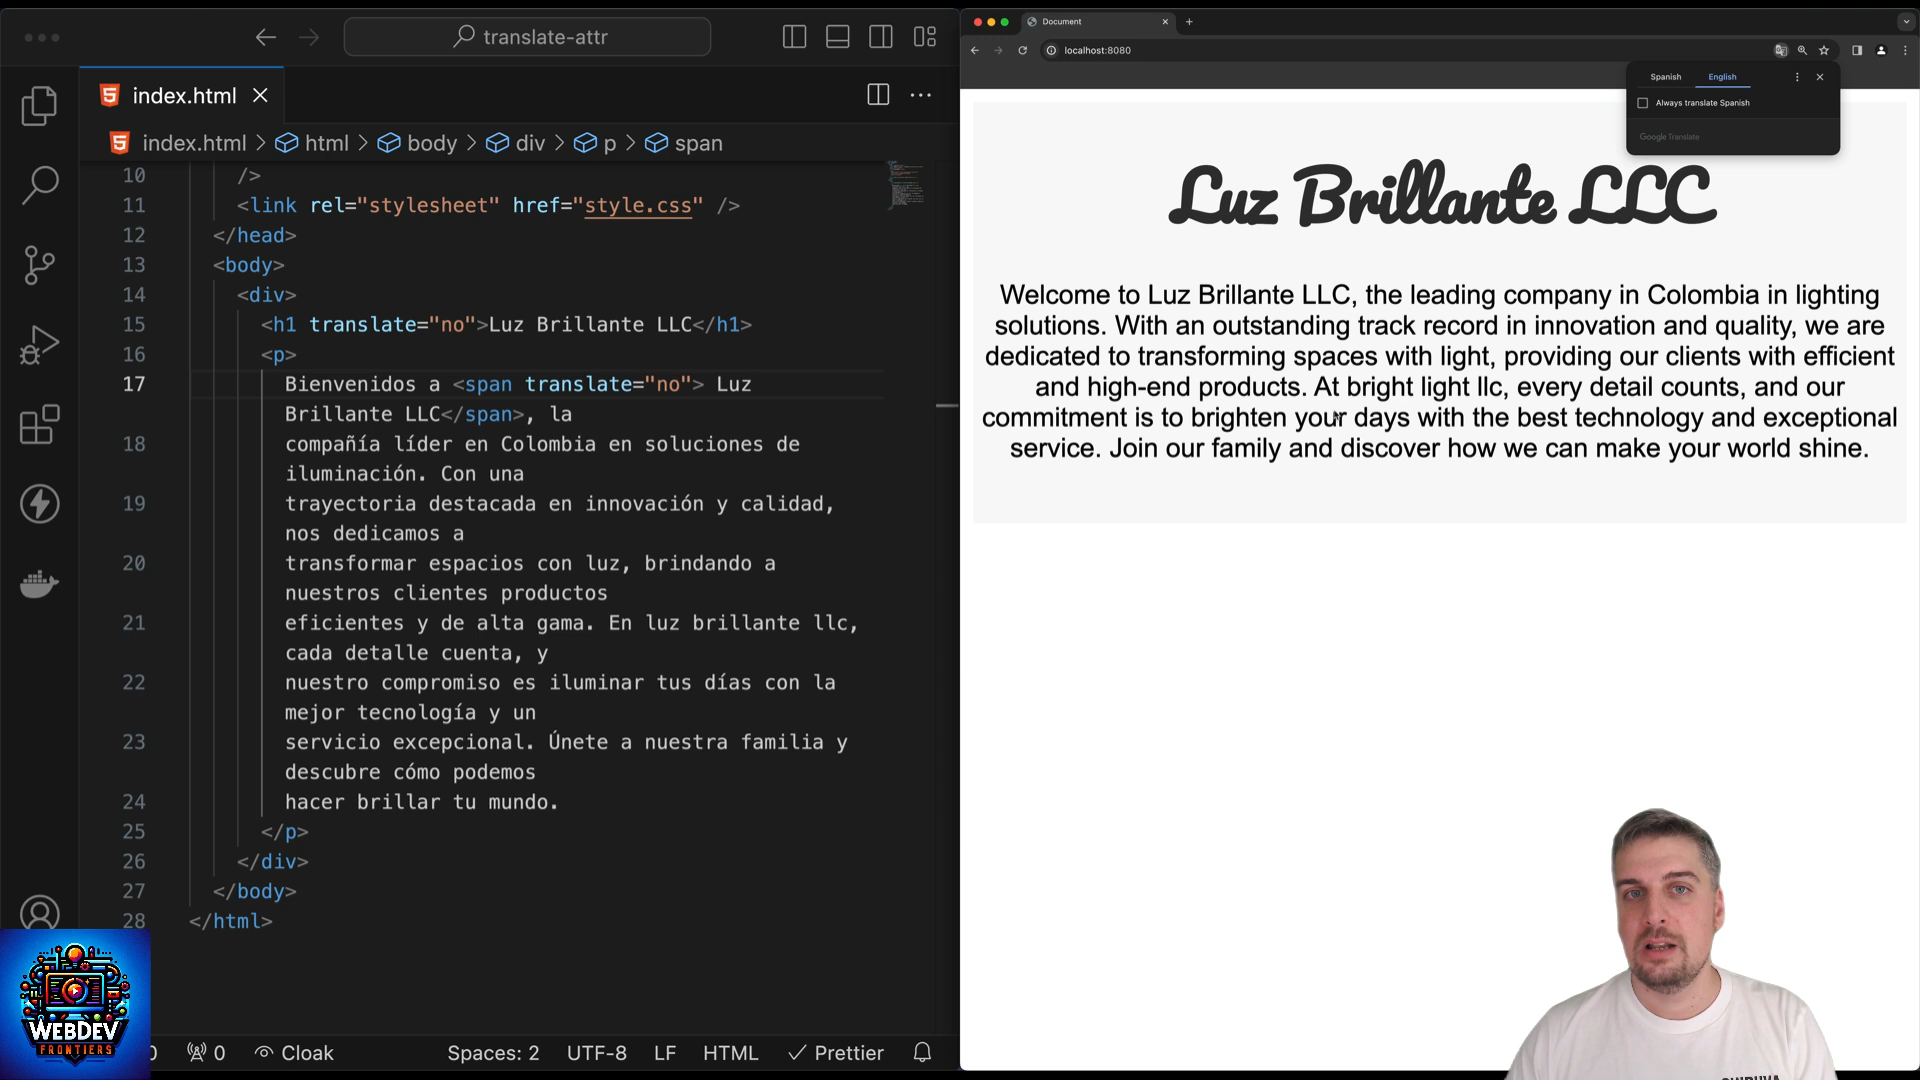 translate-attr
index.html
index.html > html > body > div > p > span
10 />
11 <link rel="stylesheet" href="style.css" />
12 </head>
13 <body>
14 <div>
15 <h1 translate="no">Luz Brillante LLC</h1>
16 <p>
17 Bienvenidos a <span translate="no"> Luz
Brillante LLC</span>, la
18 compañía líder en Colombia en soluciones de
iluminación. Con una
19 trayectoria destacada en innovación y calidad,
nos dedicamos a
20 transformar espacios con luz, brindando a
nuestros clientes productos
21 eficientes y de alta gama. En luz brillante llc,
cada detalle cuenta, y
22 nuestro compromiso es iluminar tus días con la
mejor tecnología y un
23 servicio excepcional. Únete a nuestra familia y
descubre cómo podemos
24 hacer brillar tu mundo.
25 </p>
26 </div>
27 </body>
28 </html>
WEBDEV
FRONTIERS
0 Cloak Spaces: 2 UTF-8 LF HTML Prettier
Document
localhost:8080
Spanish English
Always translate Spanish
Google Translate
Luz Brillante LLC
Welcome to Luz Brillante LLC, the leading company in Colombia in lighting
solutions. With an outstanding track record in innovation and quality, we are
dedicated to transforming spaces with light, providing our clients with efficient
and high-end products. At bright light llc, every detail counts, and our
commitment is to brighten your days with the best technology and exceptional
service. Join our family and discover how we can make your world shine.